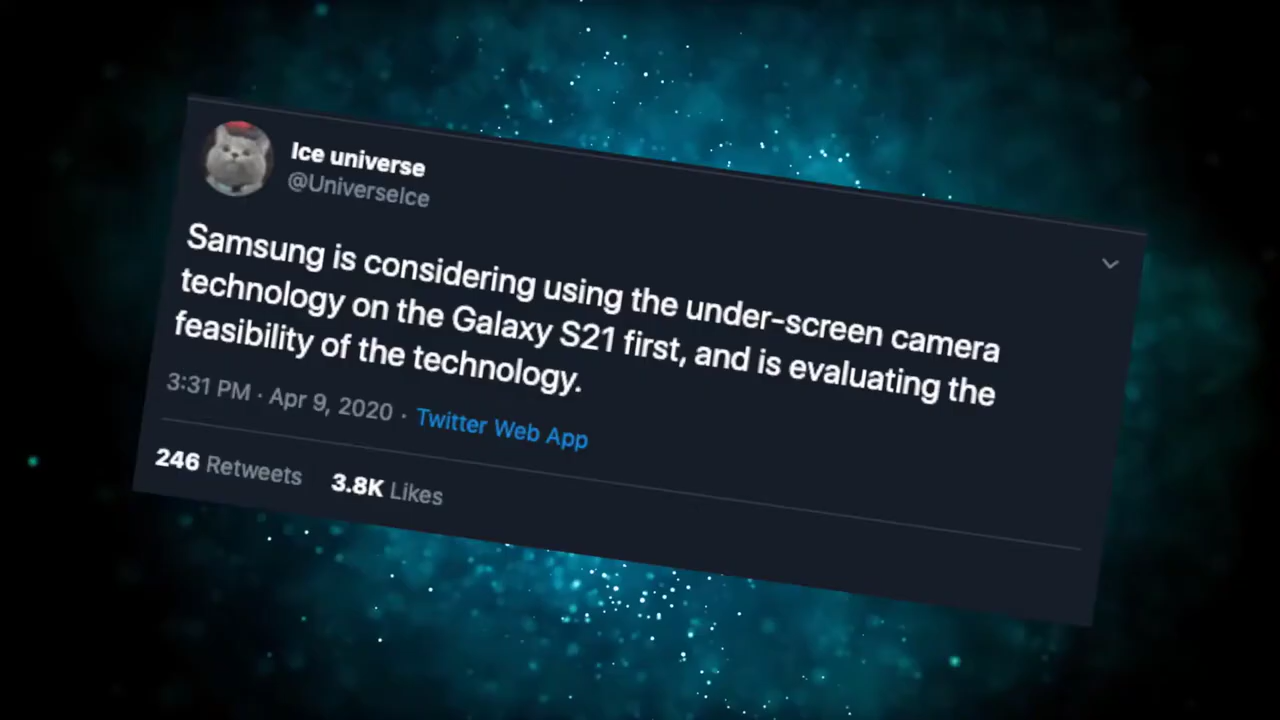 Ice universe
@UniverseIce
Samsung is considering using the under-screen camera
technology on the Galaxy S21 first, and is evaluating the
feasibility of the technology.
3:31 PM · Apr 9, 2020 · Twitter Web App
246 Retweets 3.8K Likes